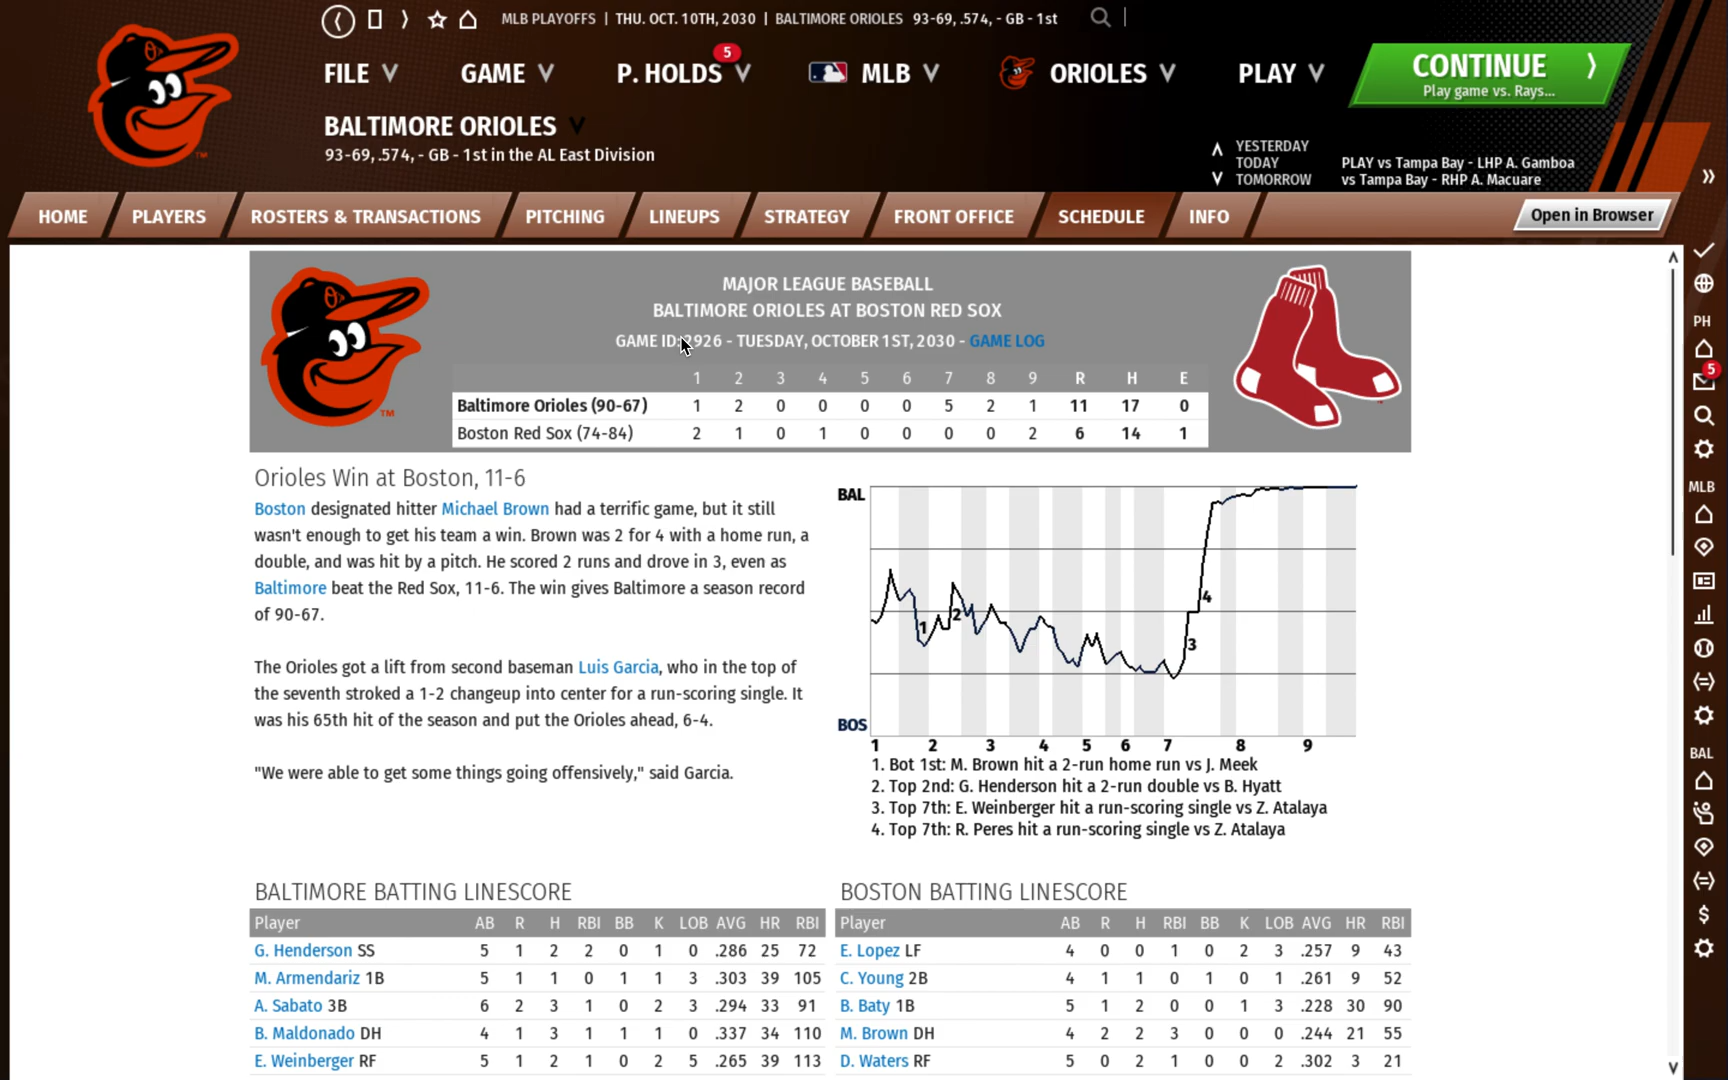 MLB PLAYOFFS | THU. OCT. 10TH, 2030 | BALTIMORE ORIOLES 93-69, .574, - GB - 1st
FILE GAME P. HOLDS 5 MLB ORIOLES PLAY
CONTINUE
Play game vs. Rays...
BALTIMORE ORIOLES
93-69, .574, - GB - 1st in the AL East Division
YESTERDAY
TODAY PLAY vs Tampa Bay - LHP A. Gamboa
TOMORROW vs Tampa Bay - RHP A. Macuare
HOME PLAYERS ROSTERS & TRANSACTIONS PITCHING LINEUPS STRATEGY FRONT OFFICE SCHEDULE INFO Open in Browser
MAJOR LEAGUE BASEBALL
BALTIMORE ORIOLES AT BOSTON RED SOX
GAME ID: 2926 - TUESDAY, OCTOBER 1ST, 2030 - GAME LOG
1 2 3 4 5 6 7 8 9 R H E
Baltimore Orioles (90-67) 1 2 0 0 0 0 5 2 1 11 17 0
Boston Red Sox (74-84) 2 1 0 1 0 0 0 0 2 6 14 1
Orioles Win at Boston, 11-6
Boston designated hitter Michael Brown had a terrific game, but it still
wasn't enough to get his team a win. Brown was 2 for 4 with a home run, a
double, and was hit by a pitch. He scored 2 runs and drove in 3, even as
Baltimore beat the Red Sox, 11-6. The win gives Baltimore a season record
of 90-67.
The Orioles got a lift from second baseman Luis Garcia, who in the top of
the seventh stroked a 1-2 changeup into center for a run-scoring single. It
was his 65th hit of the season and put the Orioles ahead, 6-4.
"We were able to get some things going offensively," said Garcia.
BAL
1 2 3 4
BOS
1 2 3 4 5 6 7 8 9
1. Bot 1st: M. Brown hit a 2-run home run vs J. Meek
2. Top 2nd: G. Henderson hit a 2-run double vs B. Hyatt
3. Top 7th: E. Weinberger hit a run-scoring single vs Z. Atalaya
4. Top 7th: R. Peres hit a run-scoring single vs Z. Atalaya
BALTIMORE BATTING LINESCORE
Player AB R H RBI BB K LOB AVG HR RBI
G. Henderson SS 5 1 2 2 0 1 0 .286 25 72
M. Armendariz 1B 5 1 1 0 1 1 3 .303 39 105
A. Sabato 3B 6 2 3 1 0 2 3 .294 33 91
B. Maldonado DH 4 1 3 1 1 1 0 .337 34 110
E. Weinberger RF 5 1 2 1 0 2 5 .265 39 113
BOSTON BATTING LINESCORE
Player AB R H RBI BB K LOB AVG HR RBI
E. Lopez LF 4 0 0 1 0 2 3 .257 9 43
C. Young 2B 4 1 1 0 1 0 1 .261 9 52
B. Baty 1B 5 1 2 0 0 1 3 .228 30 90
M. Brown DH 4 2 2 3 0 0 0 .244 21 55
D. Waters RF 5 0 2 1 0 0 2 .302 3 21
PH
5
MLB
BAL